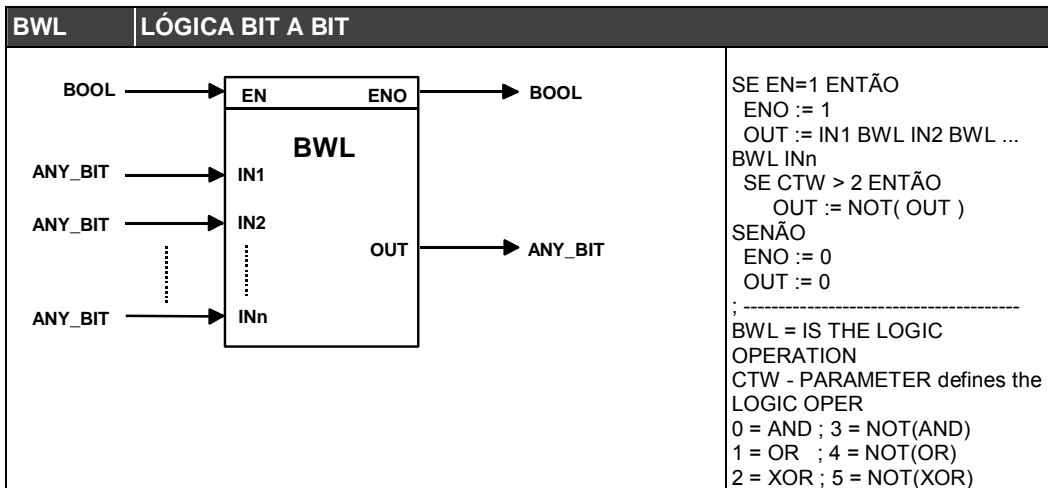 BWL LÓGICA BIT A BIT
BOOL EN ENO BOOL
BWL
ANY_BIT IN1
ANY_BIT IN2
OUT ANY_BIT
ANY_BIT INn
SE EN=1 ENTÃO
ENO := 1
OUT := IN1 BWL IN2 BWL ...
BWL INn
SE CTW > 2 ENTÃO
OUT := NOT( OUT )
SENÃO
ENO := 0
OUT := 0
; ---------------------------------------
BWL = IS THE LOGIC
OPERATION
CTW - PARAMETER defines the
LOGIC OPER
0 = AND ; 3 = NOT(AND)
1 = OR ; 4 = NOT(OR)
2 = XOR ; 5 = NOT(XOR)